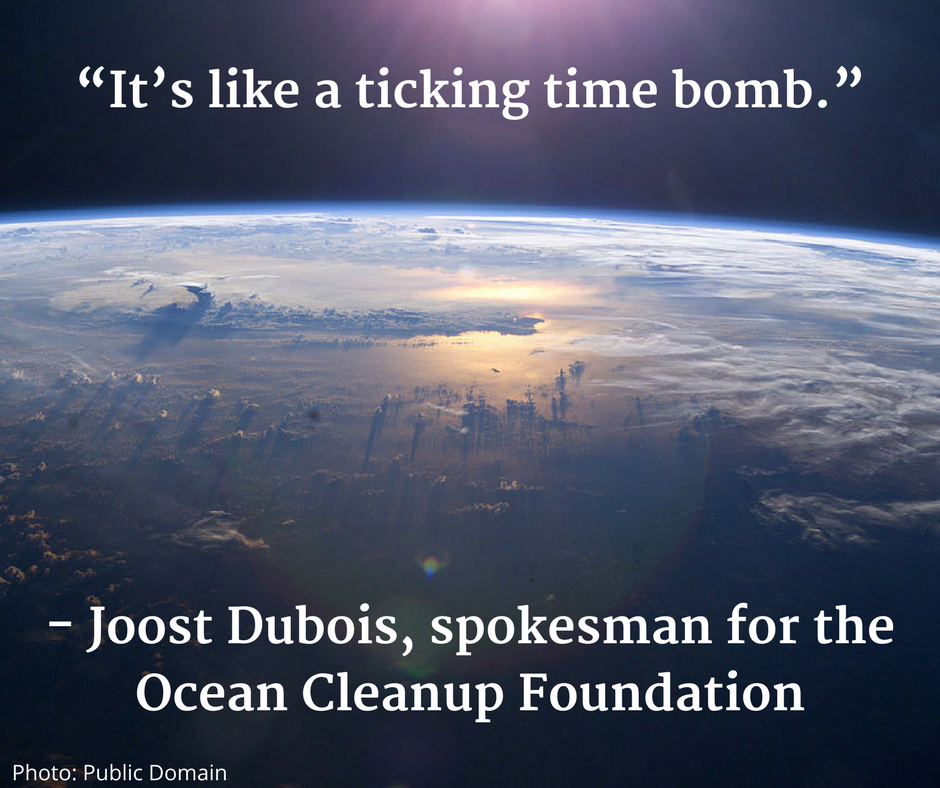 “It’s like a ticking time bomb.”
- Joost Dubois, spokesman for the
Ocean Cleanup Foundation
Photo: Public Domain